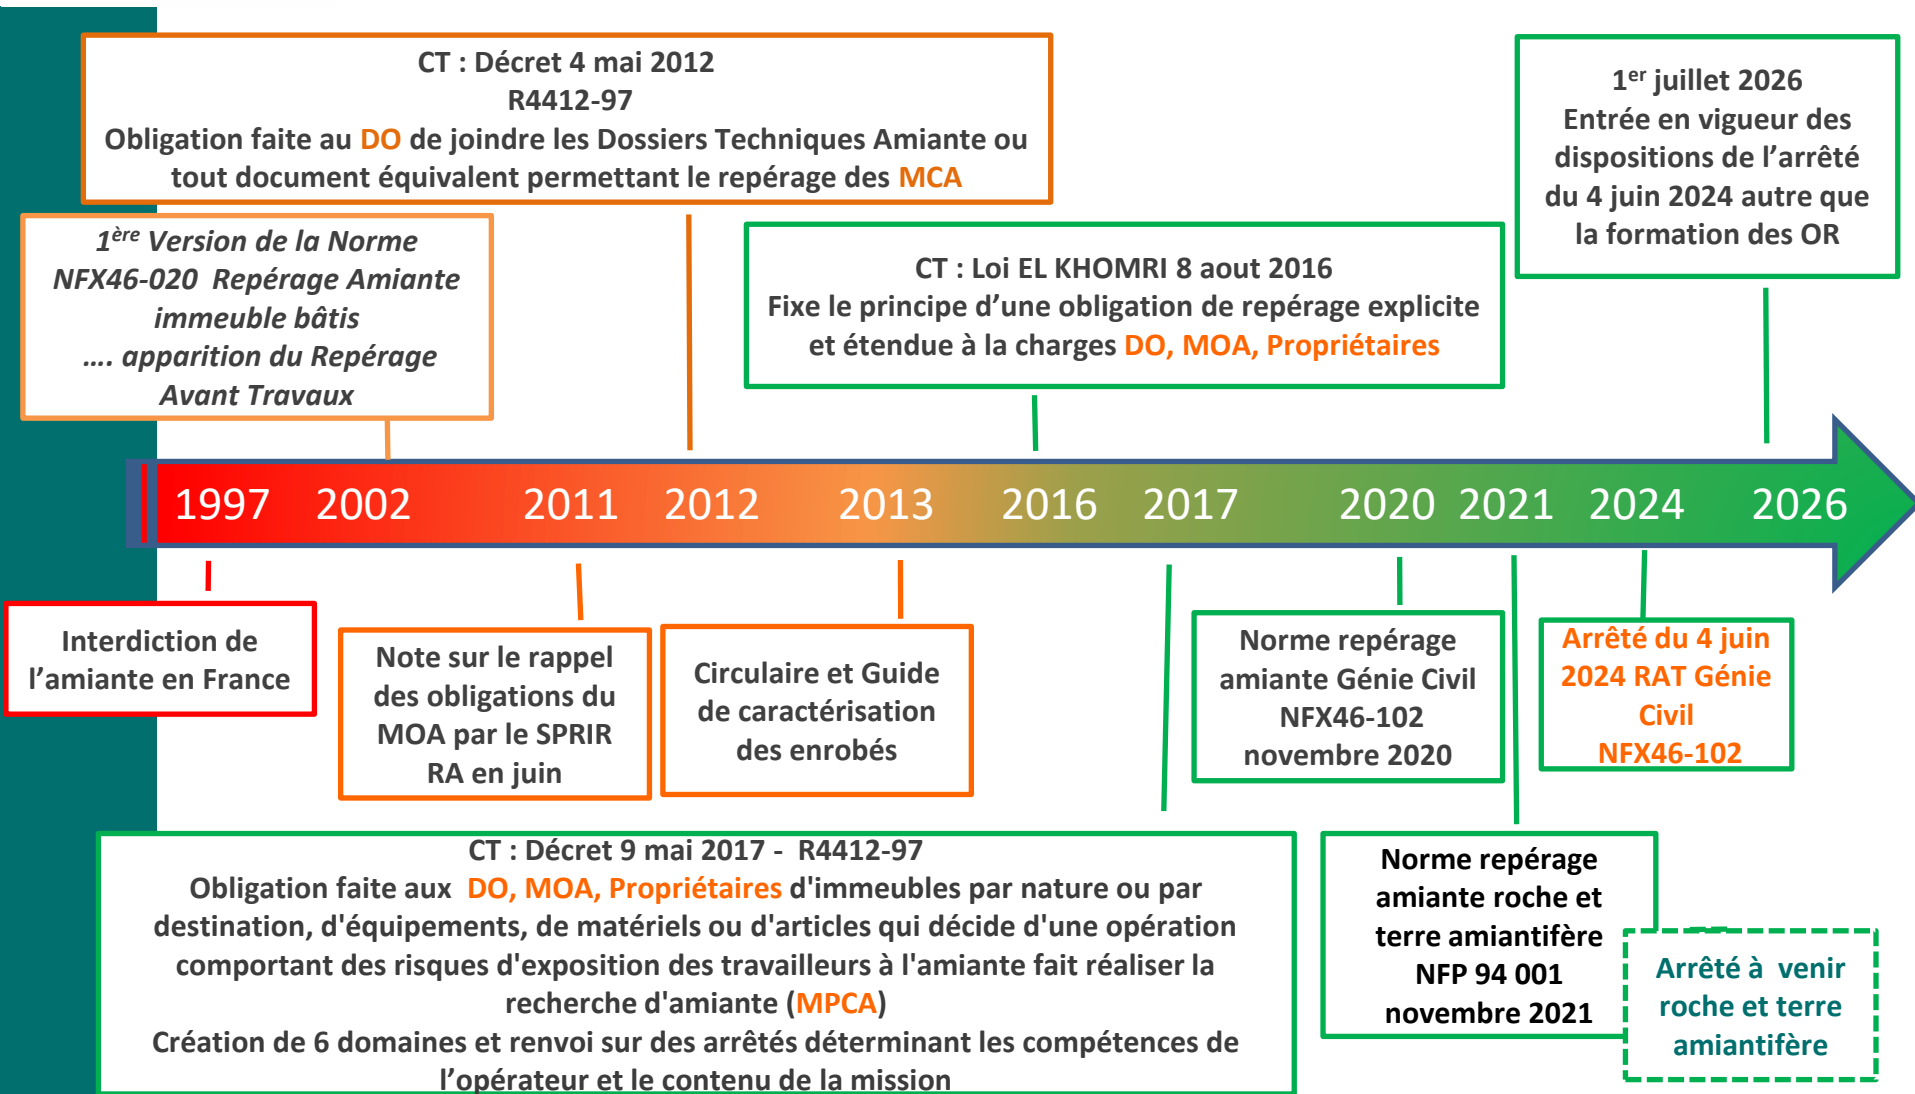 CT : Décret 4 mai 2012
R4412-97
Obligation faite au DO de joindre les Dossiers Techniques Amiante ou
tout document équivalent permettant le repérage des MCA
1er juillet 2026
Entrée en vigueur des
dispositions de l’arrêté
du 4 juin 2024 autre que
la formation des OR
1ère Version de la Norme
NFX46-020 Repérage Amiante
immeuble bâtis
…. apparition du Repérage
Avant Travaux
CT : Loi EL KHOMRI 8 aout 2016
Fixe le principe d’une obligation de repérage explicite
et étendue à la charges DO, MOA, Propriétaires
1997 2002 2011 2012 2013 2016 2017 2020 2021 2024 2026
Interdiction de
l’amiante en France
Note sur le rappel
des obligations du
MOA par le SPRIR
RA en juin
Circulaire et Guide
de caractérisation
des enrobés
Norme repérage
amiante Génie Civil
NFX46-102
novembre 2020
Arrêté du 4 juin
2024 RAT Génie
Civil
NFX46-102
CT : Décret 9 mai 2017 - R4412-97
Obligation faite aux DO, MOA, Propriétaires d'immeubles par nature ou par
destination, d'équipements, de matériels ou d'articles qui décide d'une opération
comportant des risques d'exposition des travailleurs à l'amiante fait réaliser la
recherche d'amiante (MPCA)
Création de 6 domaines et renvoi sur des arrêtés déterminant les compétences de
l’opérateur et le contenu de la mission
Norme repérage
amiante roche et
terre amiantifère
NFP 94 001
novembre 2021
Arrêté à venir
roche et terre
amiantifère